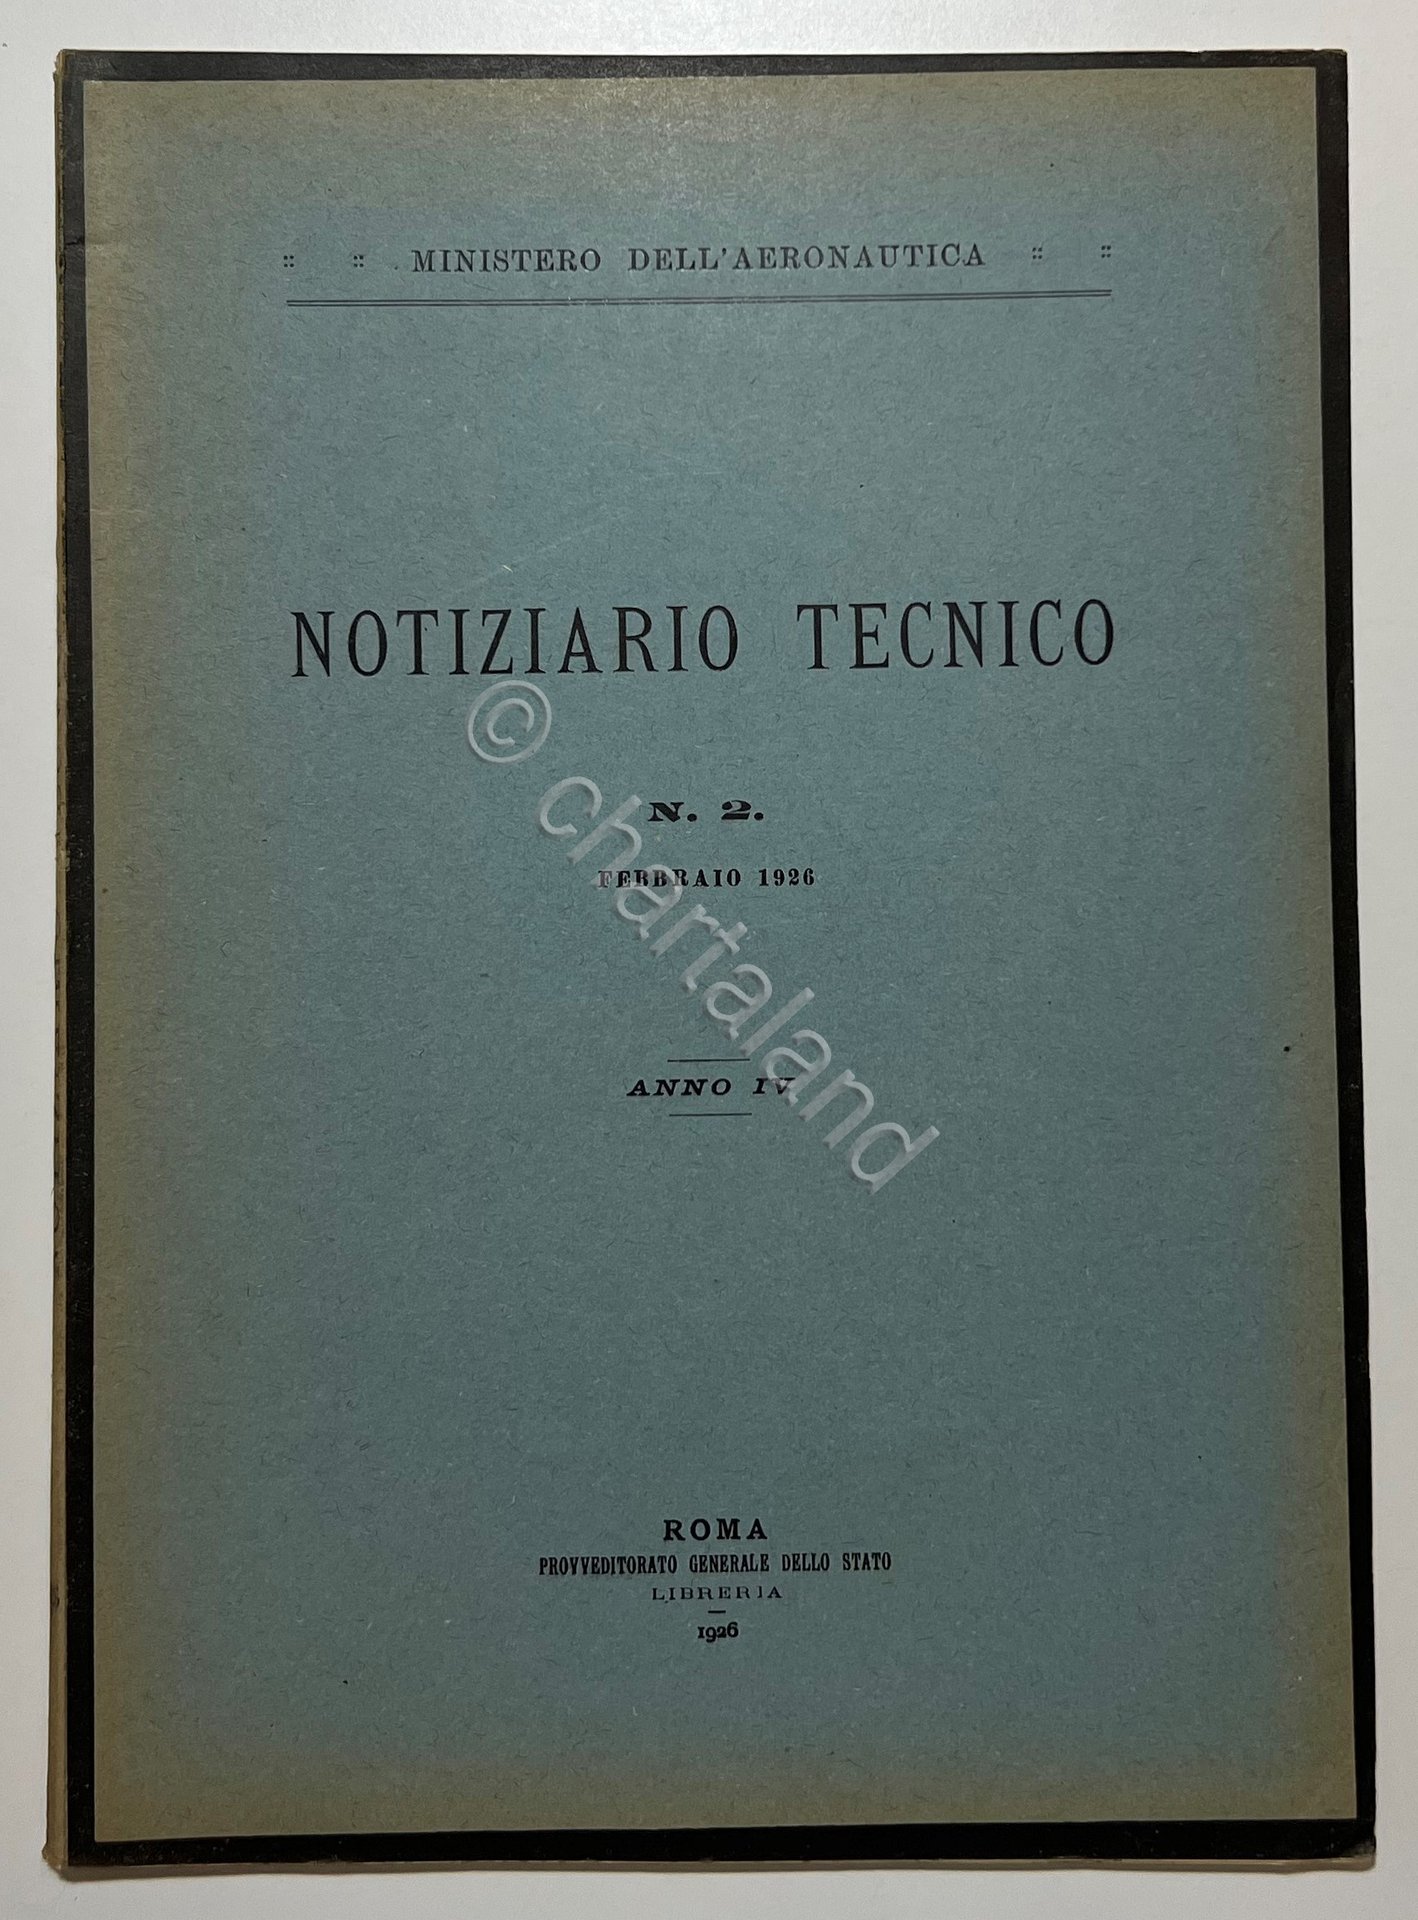 :: :: MINISTERO DELL'AERONAUTICA :: ::
NOTIZIARIO TECNICO
N. 2.
FEBBRAIO 1926
ANNO IV
ROMA
PROVVEDITORATO GENERALE DELLO STATO
LIBRERIA
1926
© chartaland